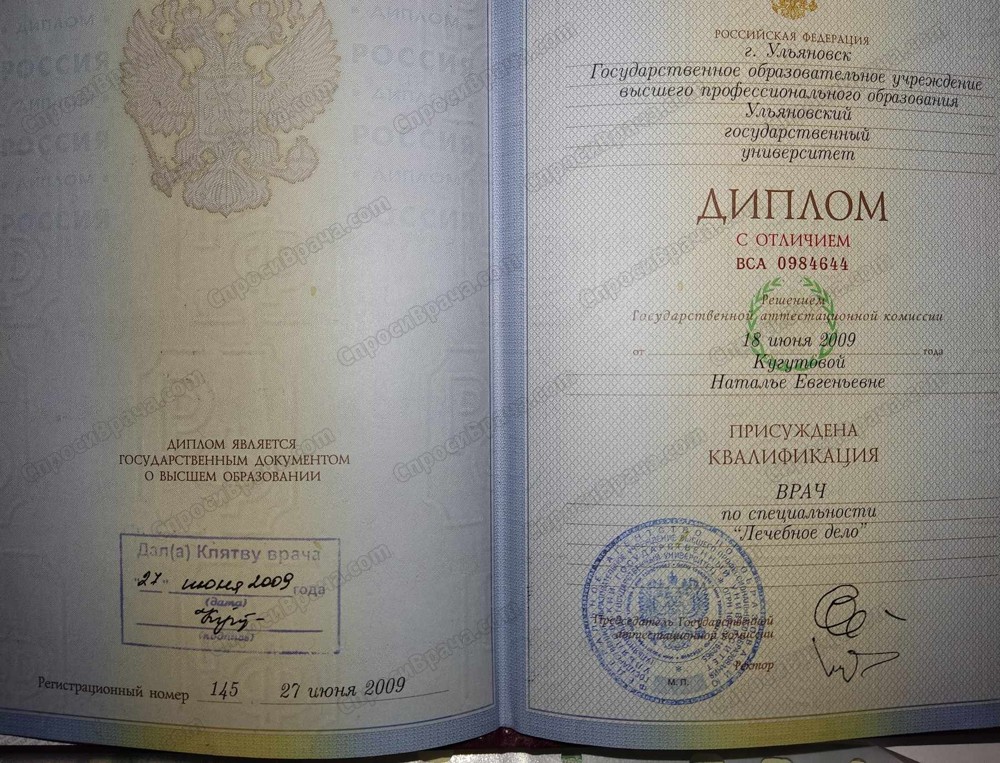 ДИПЛОМ ЯВЛЯЕТСЯ
ГОСУДАРСТВЕННЫМ ДОКУМЕНТОМ
О ВЫСШЕМ ОБРАЗОВАНИИ
Дал(а) Клятву врача
"27" июня 2009 года
(дата)
(подпись)
Регистрационный номер 145 27 июня 2009
РОССИЙСКАЯ ФЕДЕРАЦИЯ
г. Ульяновск
Государственное образовательное учреждение
высшего профессионального образования
Ульяновский
государственный
университет
ДИПЛОМ
С ОТЛИЧИЕМ
ВСА 0984644
Решением
Государственной аттестационной комиссии
от 18 июня 2009 года
Кугутовой
Наталье Евгеньевне
ПРИСУЖДЕНА
КВАЛИФИКАЦИЯ
ВРАЧ
по специальности
"Лечебное дело"
Председатель Государственной
аттестационной комиссии
Ректор
М.П.
СпросиВрача.com